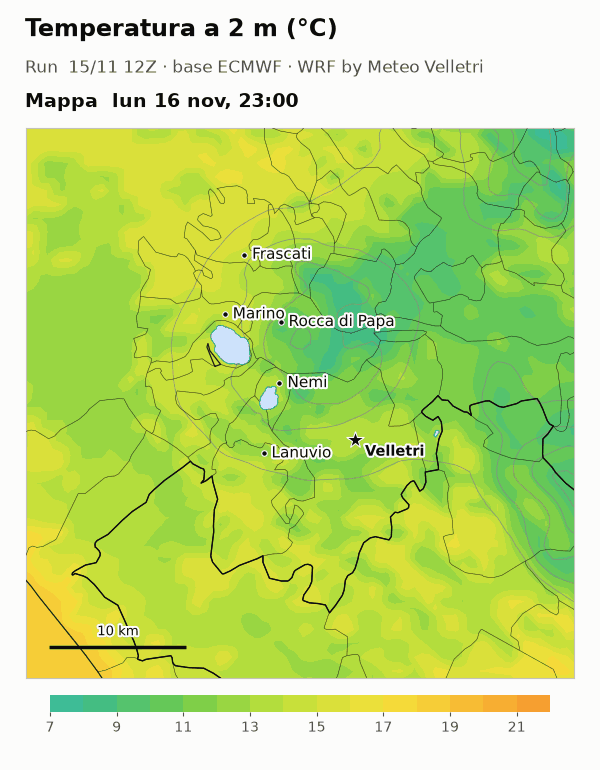 Temperatura a 2 m (°C)
Run  15/11 12Z · base ECMWF · WRF by Meteo Velletri
Mappa  lun 16 nov, 23:00
Frascati
Marino
Rocca di Papa
Nemi
Velletri
Lanuvio
10 km
7 9 11 13 15 17 19 21